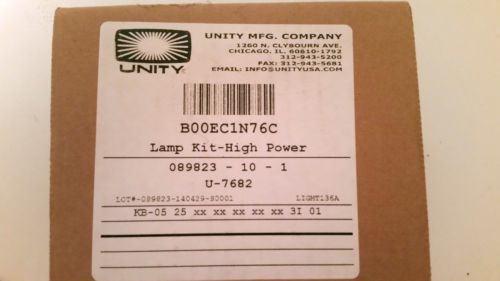 UNITY®
UNITY MFG. COMPANY
1260 N. CLYBOURN AVE.
CHICAGO, IL. 60610-1792
312-943-5200
FAX: 312-943-5681
EMAIL: INFO@UNITYUSA.COM
B00EC1N76C
Lamp Kit-High Power
089823 - 10 - 1
U-7682
LOT#-089823-140429-80001 LIGHT136A
KB-05 25 xx xx xx xx xx 3I 01